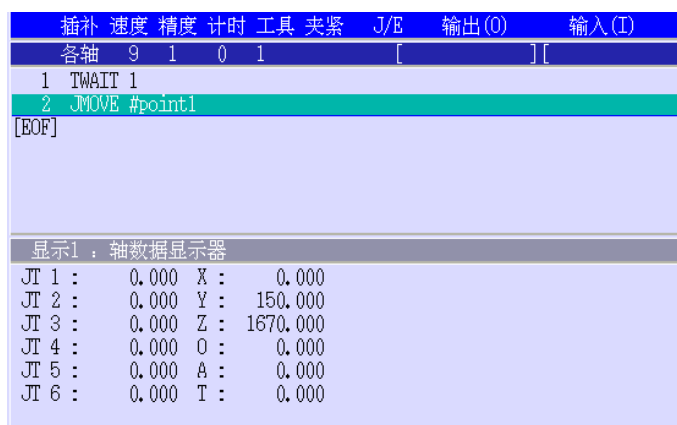 插补 速度 精度 计时 工具 夹紧 J/E 输出(O) 输入(I)
各轴 9 1 0 1 [ ][
1 TWAIT 1
2 JMOVE #point1
[EOF]
显示1 : 轴数据显示器
JT 1 : 0.000 X : 0.000
JT 2 : 0.000 Y : 150.000
JT 3 : 0.000 Z : 1670.000
JT 4 : 0.000 O : 0.000
JT 5 : 0.000 A : 0.000
JT 6 : 0.000 T : 0.000